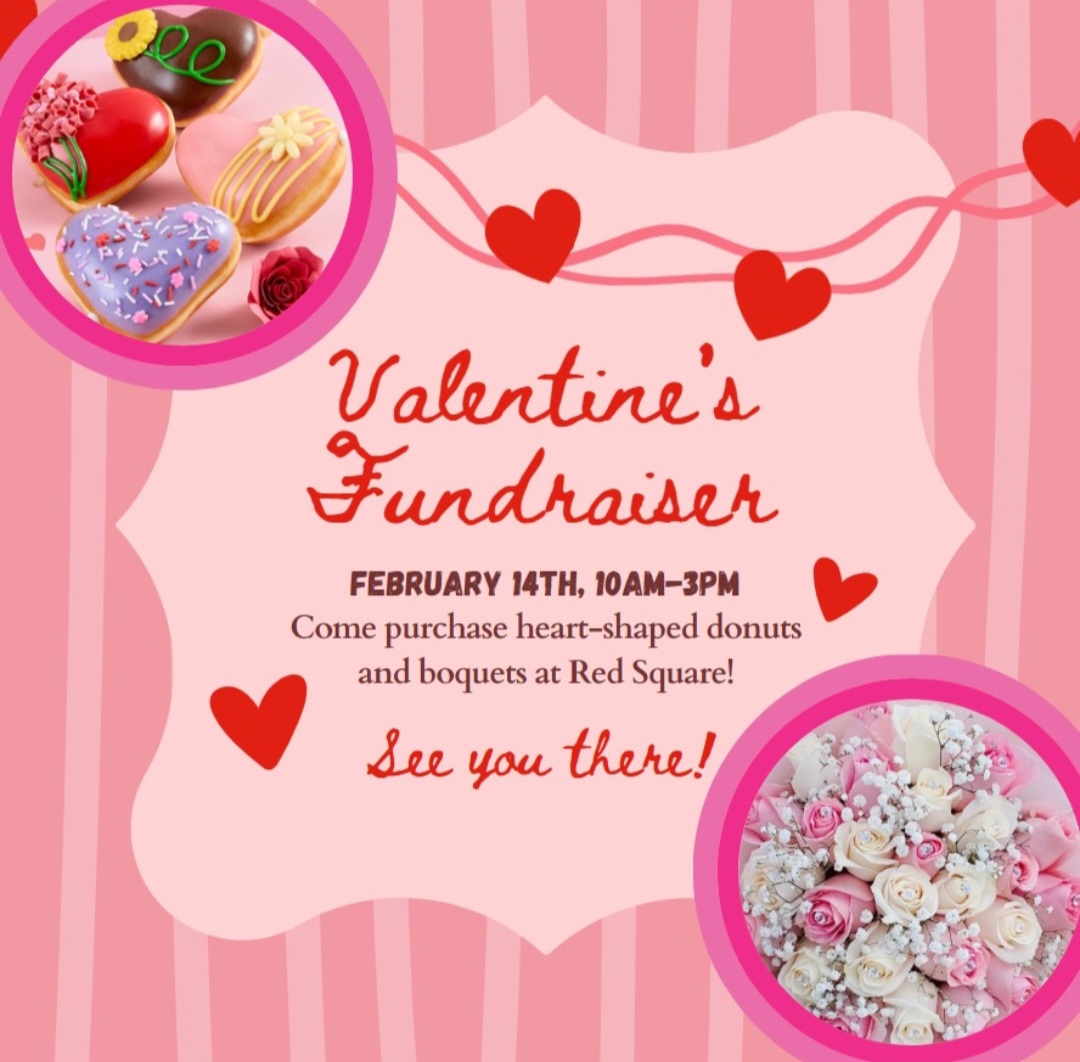 Valentine's
Fundraiser
FEBRUARY 14TH, 10AM–3PM
Come purchase heart-shaped donuts
and boquets at Red Square!
See you there!